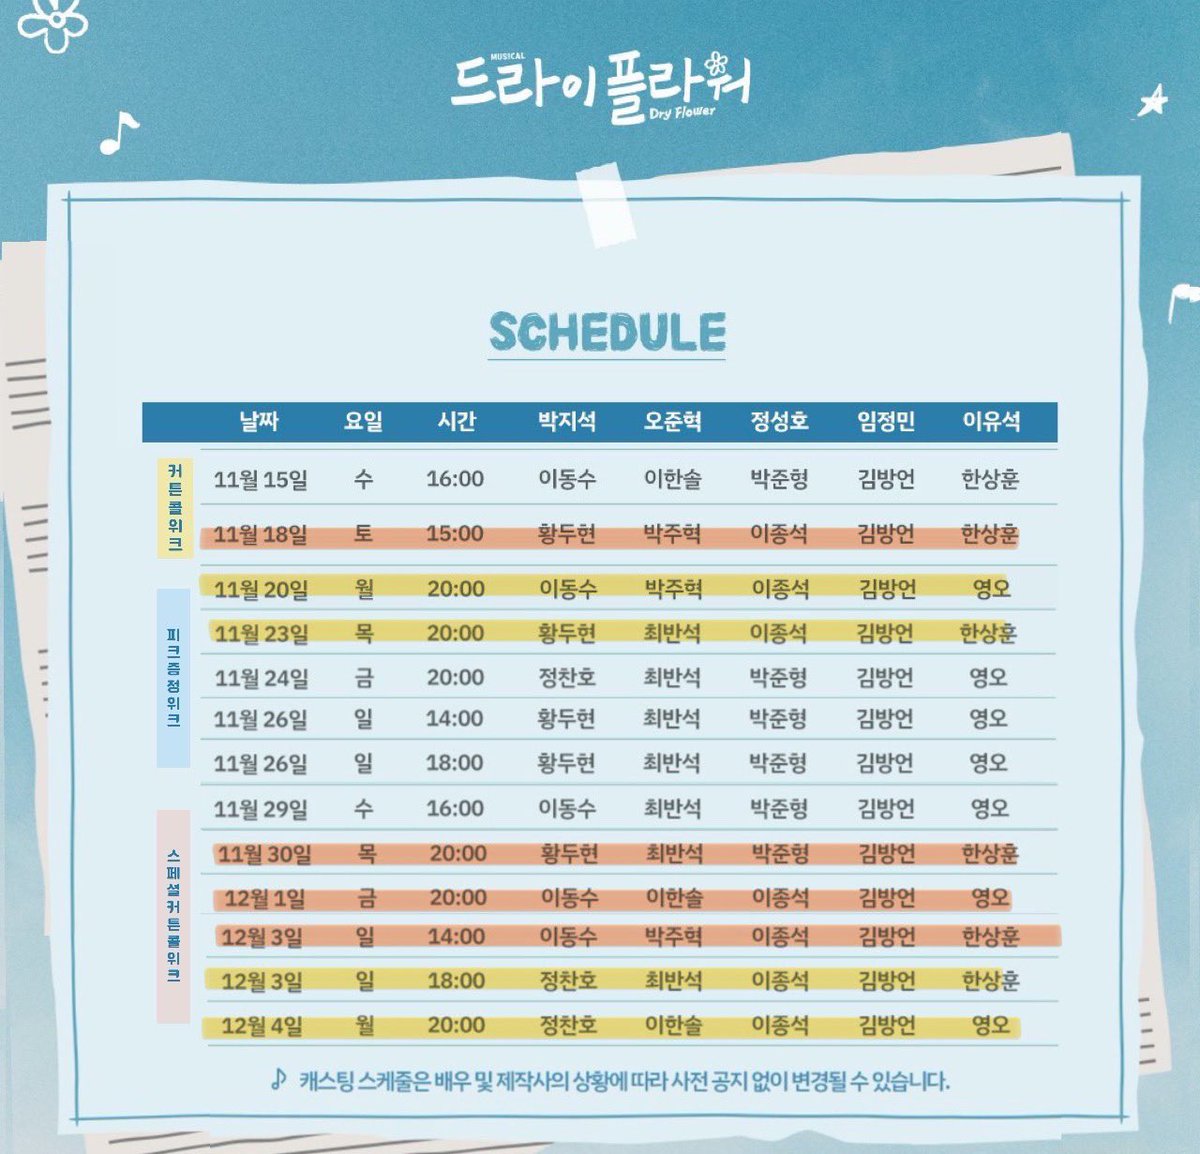 MUSICAL
드라이플라워
Dry Flower
SCHEDULE
날짜 요일 시간 박지석 오준혁 정성호 임정민 이유석
커튼콜위크
11월 15일 수 16:00 이동수 이한솔 박준형 김방언 한상훈
11월 18일 토 15:00 황두현 박주혁 이종석 김방언 한상훈
피크증정위크
11월 20일 월 20:00 이동수 박주혁 이종석 김방언 영오
11월 23일 목 20:00 황두현 최반석 이종석 김방언 한상훈
11월 24일 금 20:00 정찬호 최반석 박준형 김방언 영오
11월 26일 일 14:00 황두현 최반석 박준형 김방언 영오
11월 26일 일 18:00 황두현 최반석 박준형 김방언 영오
스페셜커튼콜위크
11월 29일 수 16:00 이동수 최반석 박준형 김방언 영오
11월 30일 목 20:00 황두현 최반석 박준형 김방언 한상훈
12월 1일 금 20:00 이동수 이한솔 이종석 김방언 영오
12월 3일 일 14:00 이동수 박주혁 이종석 김방언 한상훈
12월 3일 일 18:00 정찬호 최반석 이종석 김방언 한상훈
12월 4일 월 20:00 정찬호 이한솔 이종석 김방언 영오
캐스팅 스케줄은 배우 및 제작사의 상황에 따라 사전 공지 없이 변경될 수 있습니다.